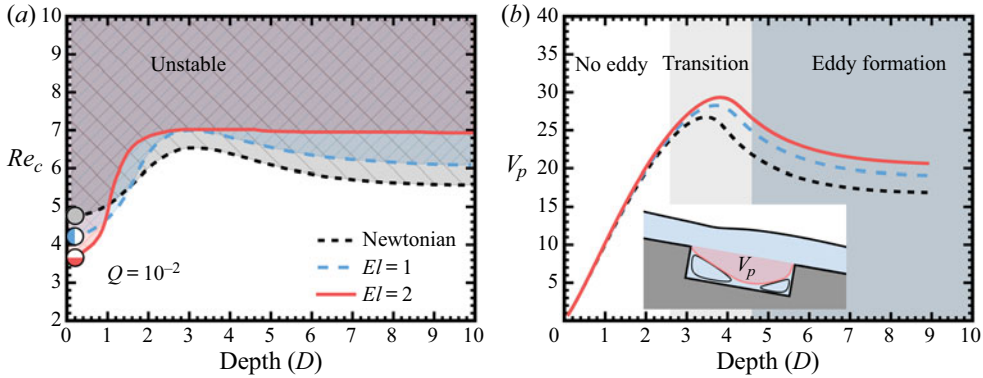 (a)
10
9
8
7
6
5
4
3
2
Re_c
Unstable
Newtonian
El = 1
El = 2
Q = 10⁻²
0 1 2 3 4 5 6 7 8 9 10
Depth (D)
(b)
40
35
30
25
20
15
10
5
V_p
No eddy Transition Eddy formation
V_p
0 1 2 3 4 5 6 7 8 9 10
Depth (D)